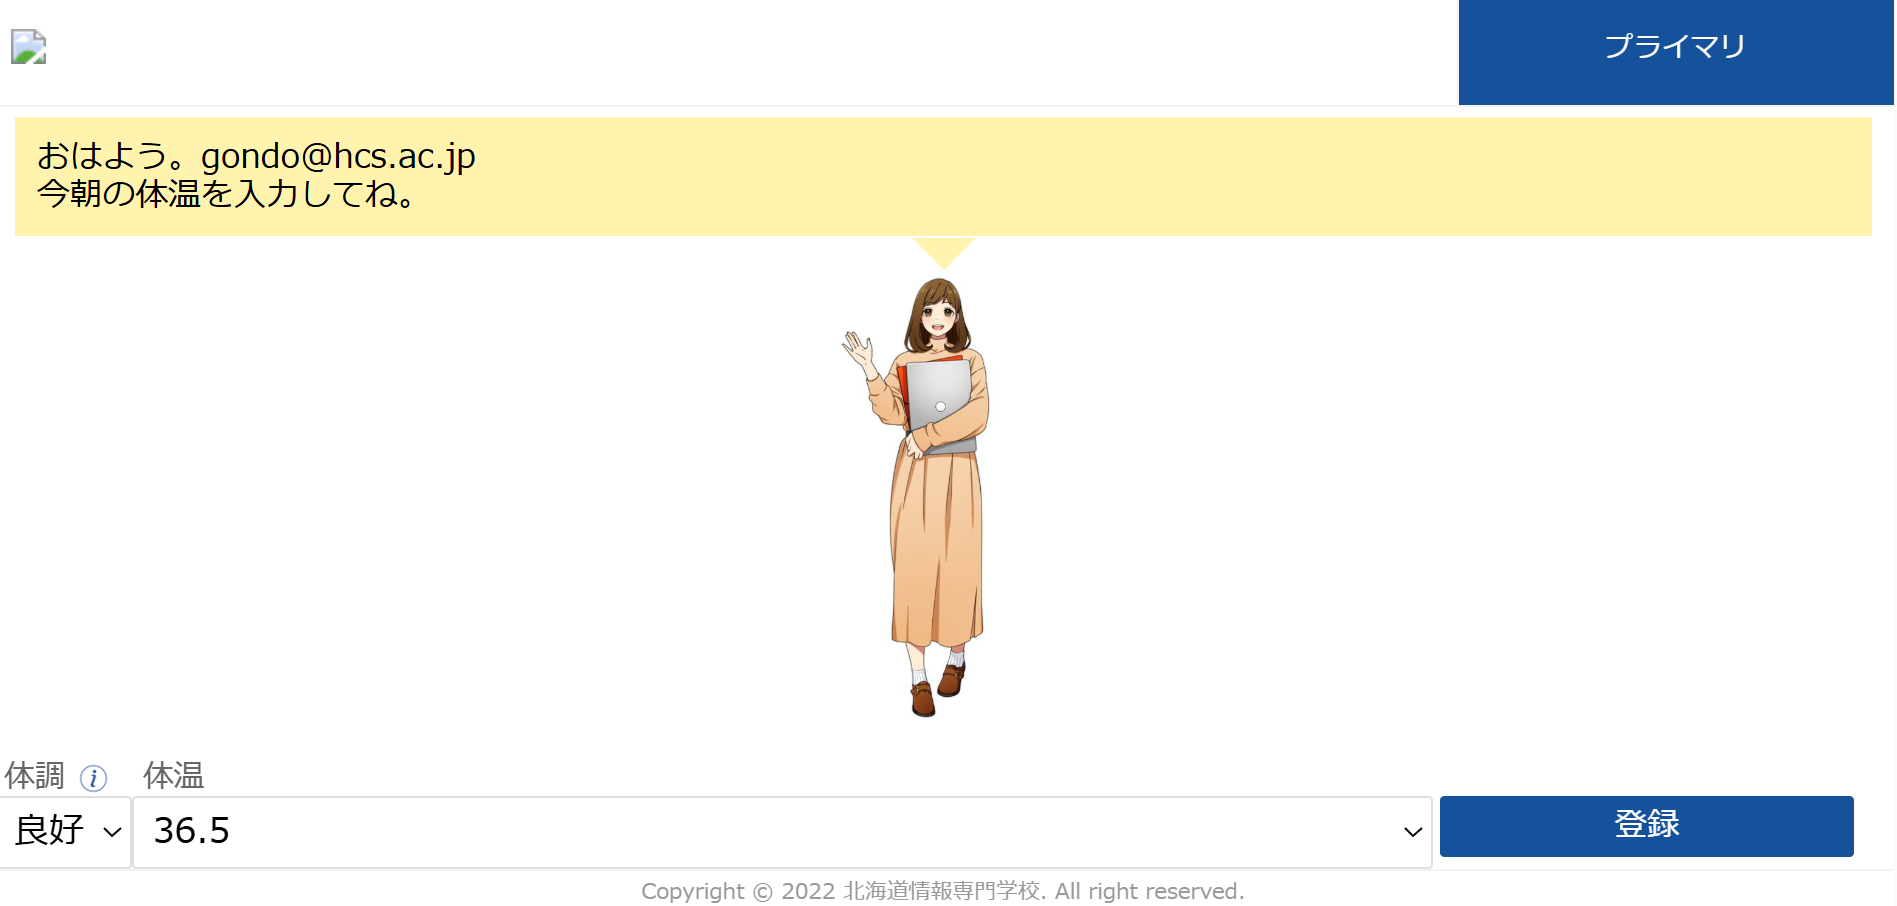 プライマリ
おはよう。gondo@hcs.ac.jp
今朝の体温を入力してね。
体調 i 体温
良好 36.5 登録
Copyright © 2022 北海道情報専門学校. All right reserved.